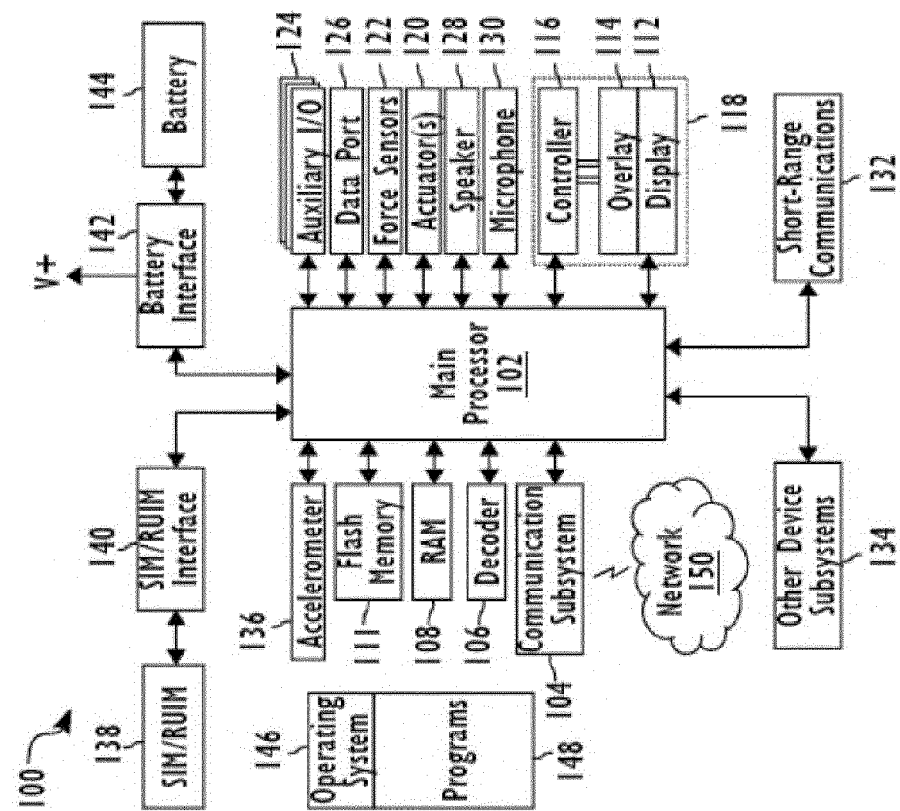 100
138
SIM/RUIM
140
SIM/RUIM
Interface
V+
142
Battery
Interface
144
Battery
146
Operating
System
Programs
148
136
Accelerometer
111
Flash
Memory
108
RAM
106
Decoder
104
Communication
Subsystem
Network
150
Main
Processor
102
Auxiliary I/O
124
Data Port
126
Force Sensors
122
Actuator(s)
120
Speaker
128
Microphone
130
Controller
116
Overlay
114
Display
112
118
Other Device
Subsystems
134
Short-Range
Communications
132